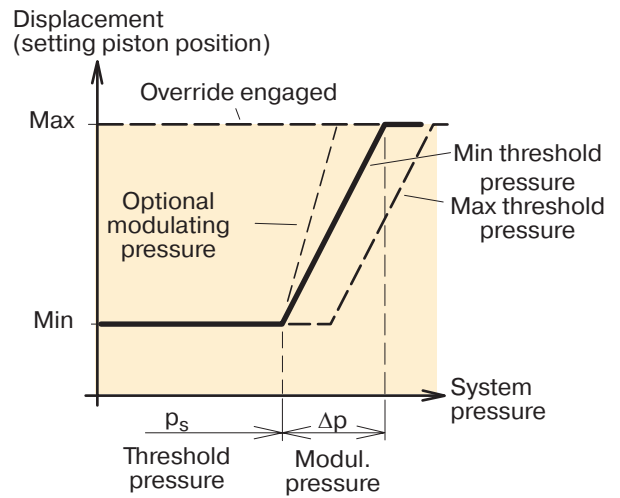 Displacement
(setting piston position)
Override engaged
Max
Min threshold
pressure
Max threshold
pressure
Optional
modulating
pressure
Min
System
pressure
ps
Δp
Threshold
pressure
Modul.
pressure